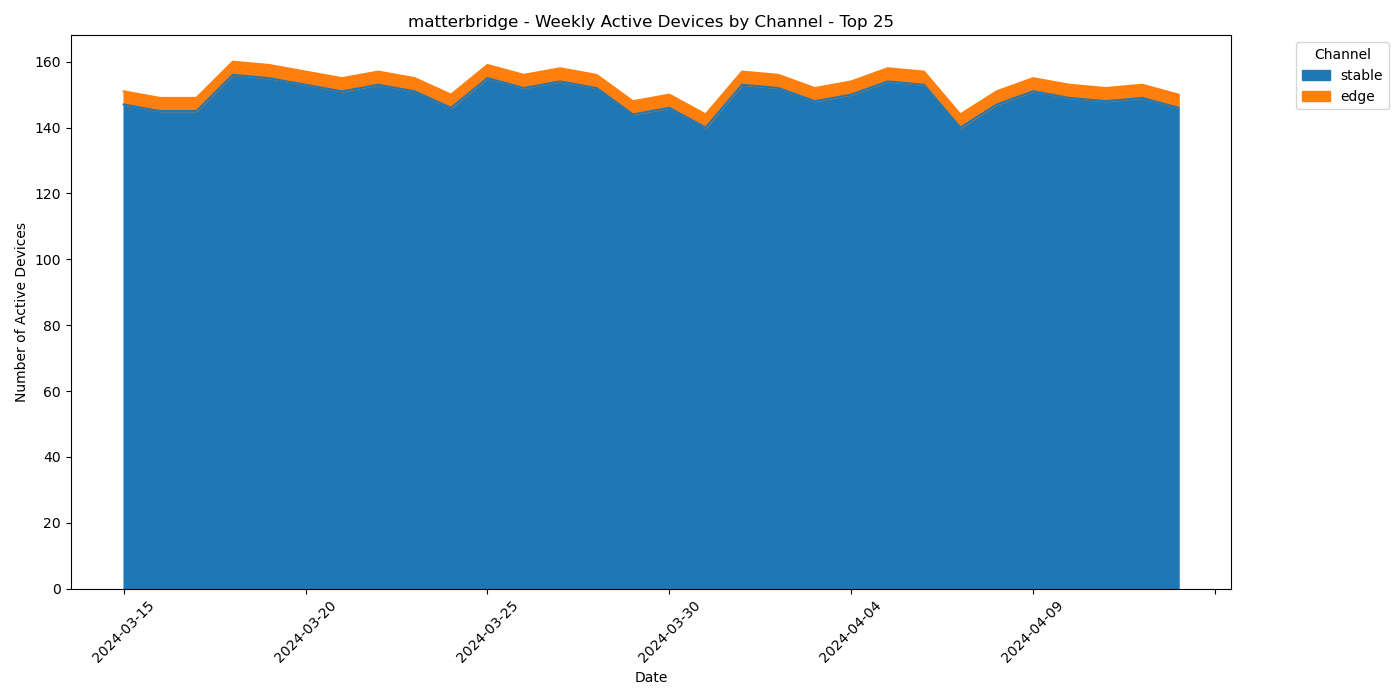 matterbridge - Weekly Active Devices by Channel - Top 25
Channel
stable
edge
Number of Active Devices
160
140
120
100
80
60
40
20
0
2024-03-15
2024-03-20
2024-03-25
2024-03-30
2024-04-04
2024-04-09
Date